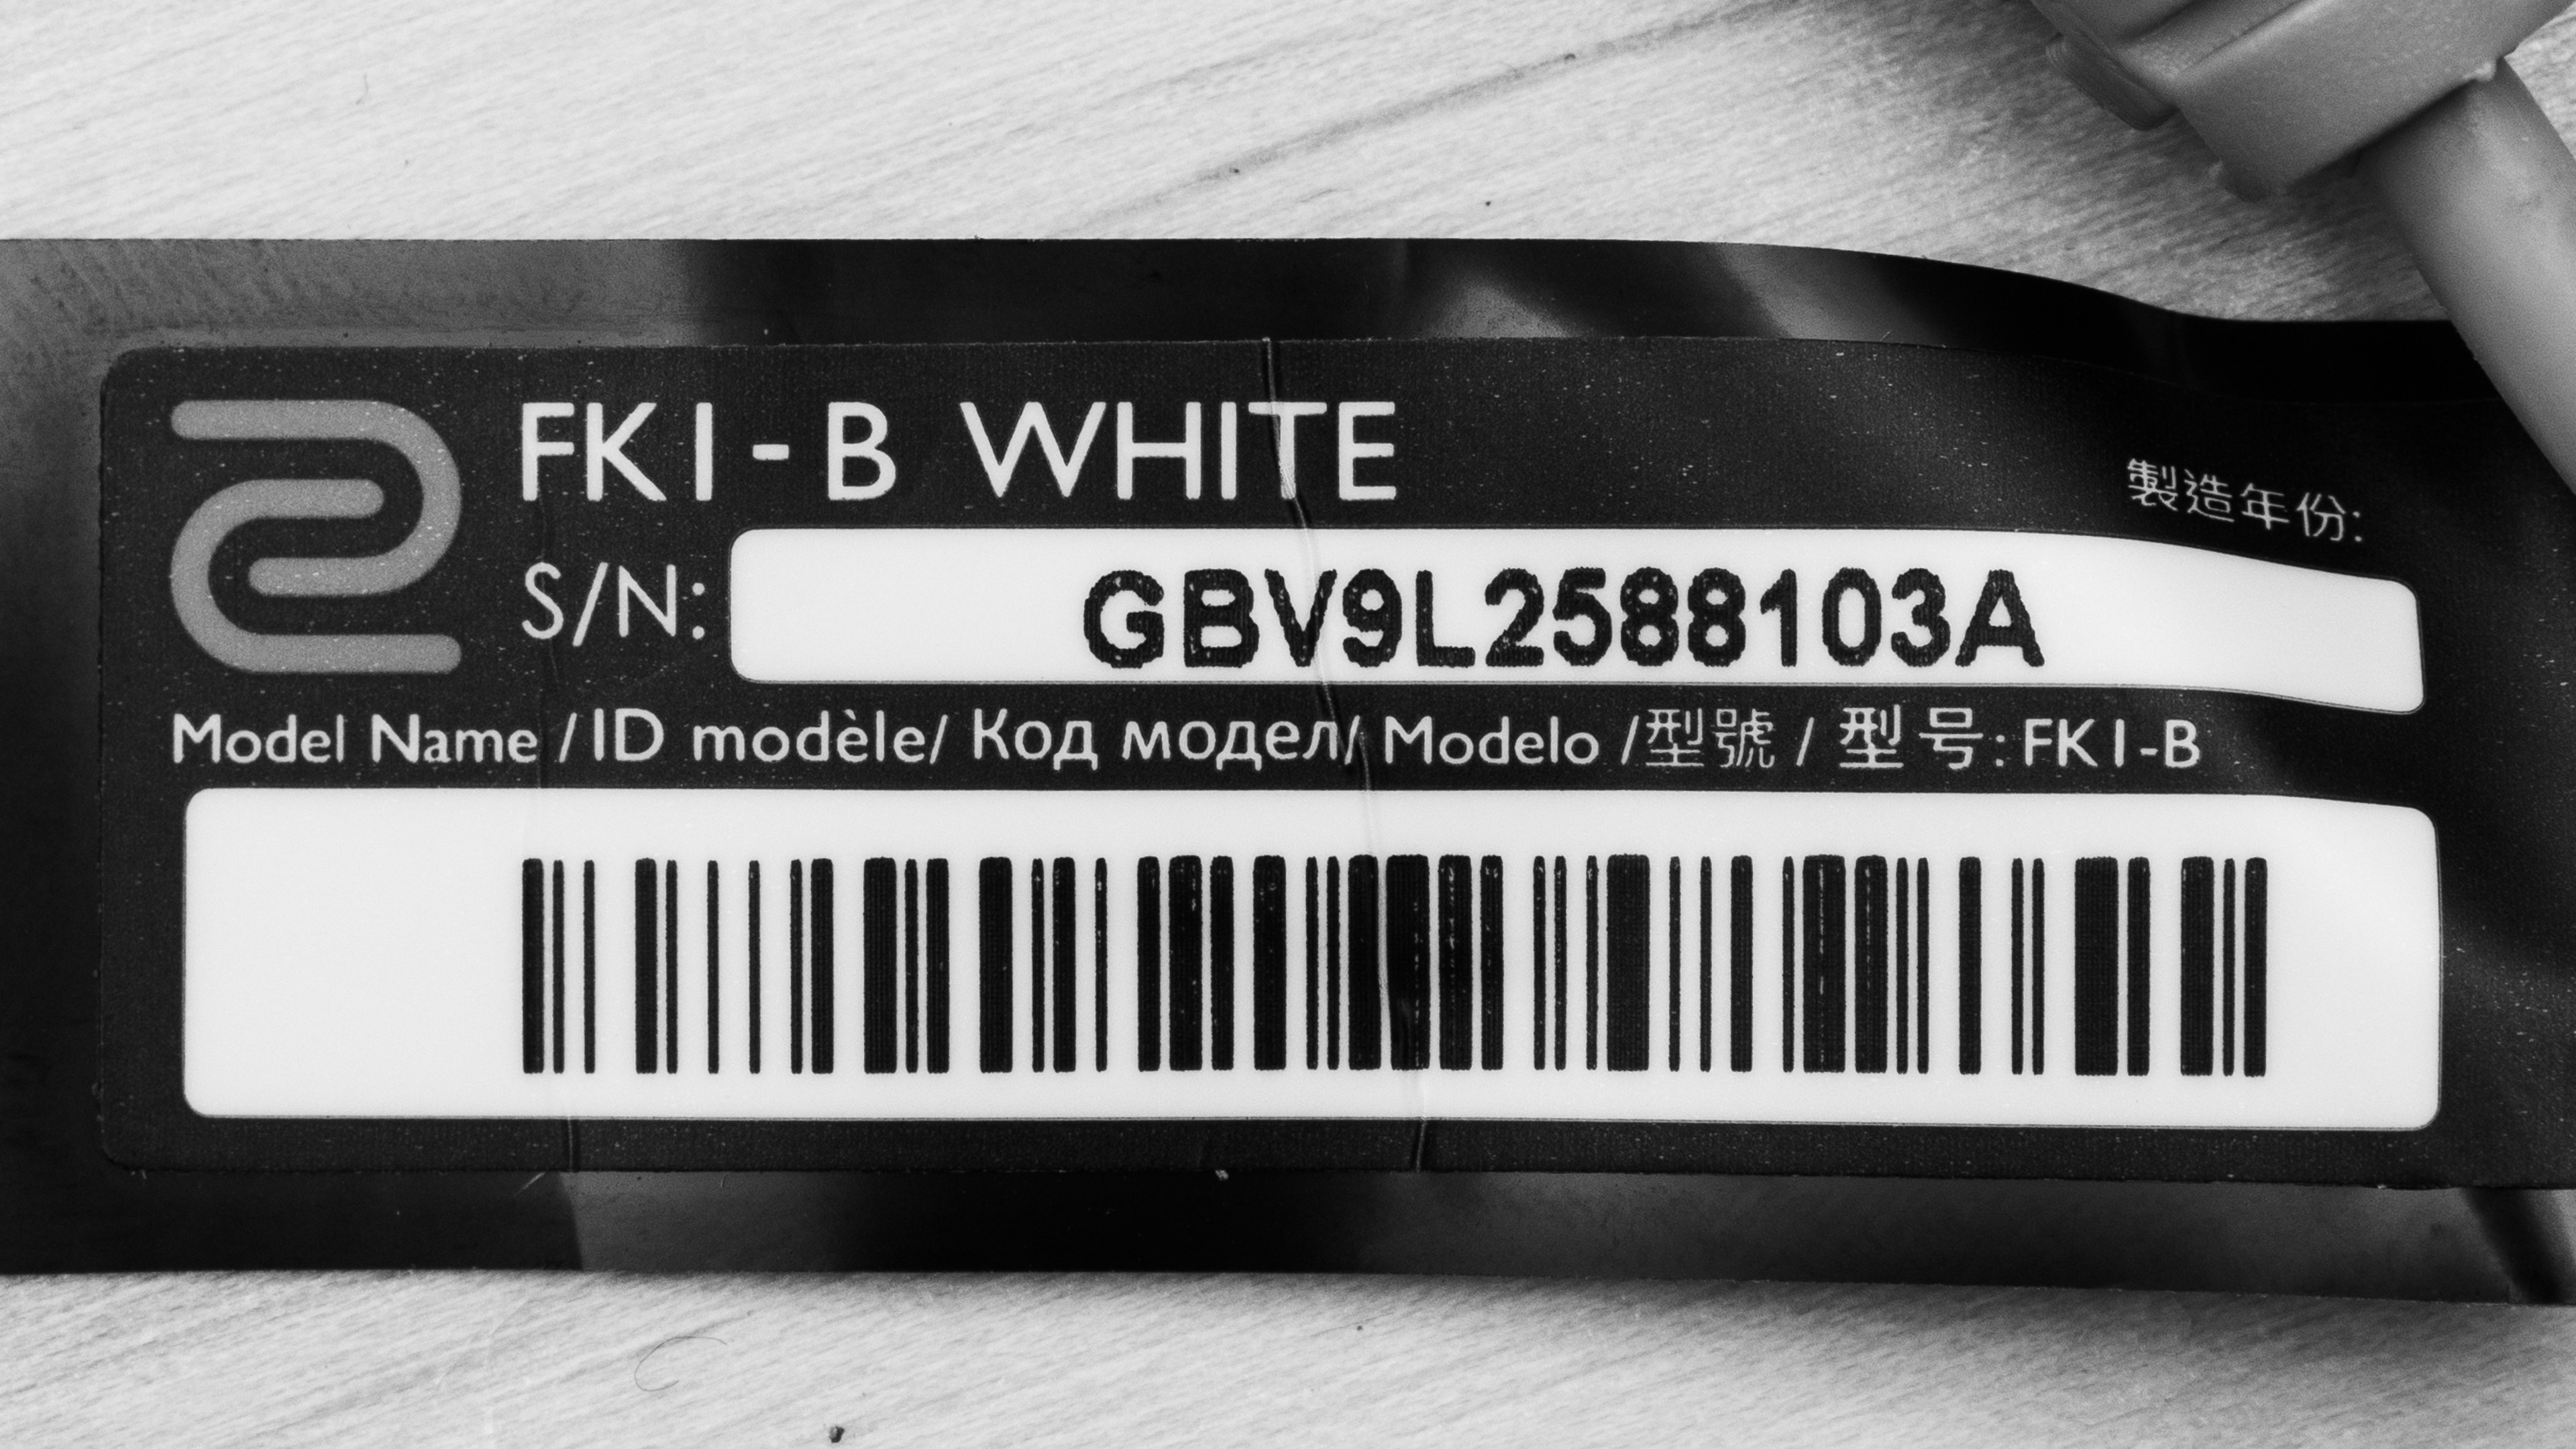 FK1-B WHITE
製造年份:
S/N: GBV9L2588103A
Model Name /ID modèle/ Код модел/ Modelo /型號 / 型号: FK1-B